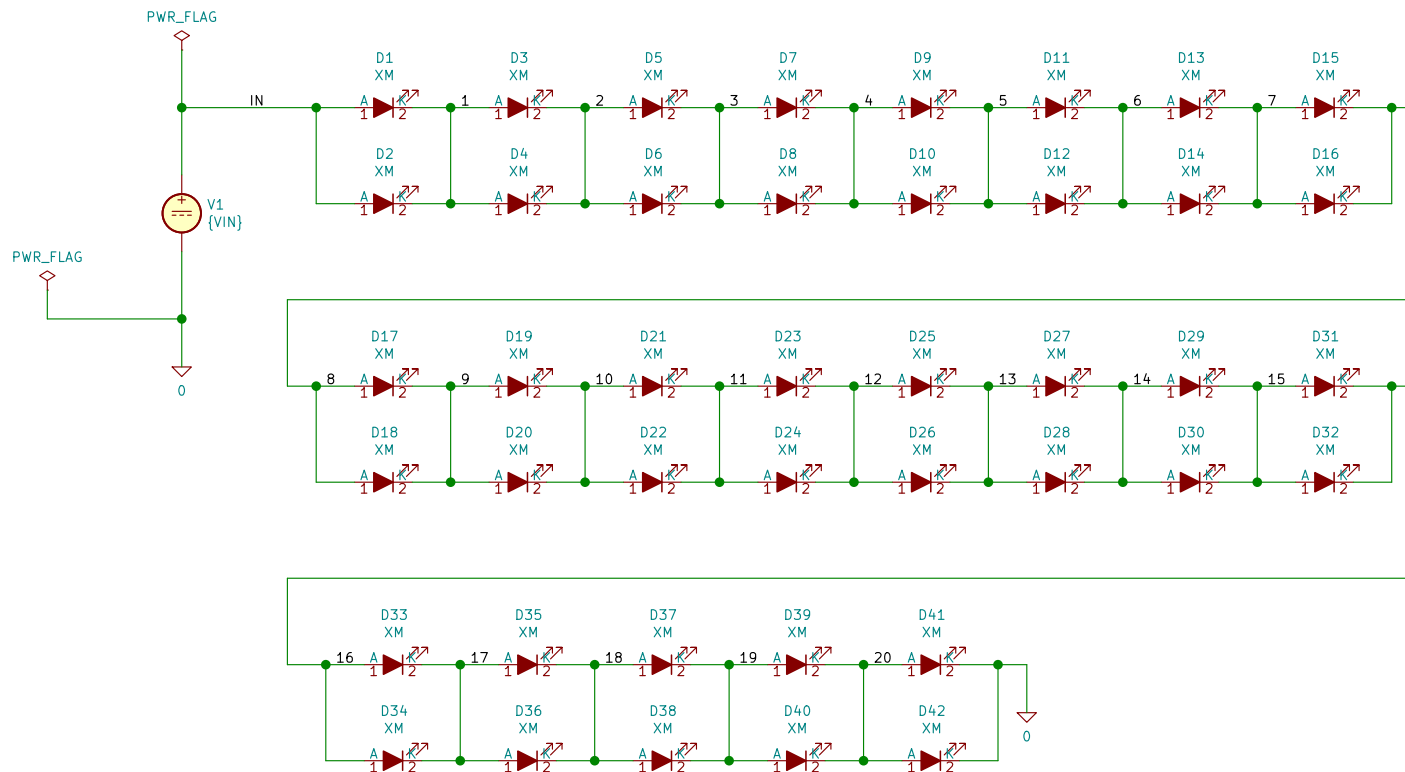 PWR_FLAG
D1 D3 D5 D7 D9 D11 D13 D15
XM XM XM XM XM XM XM XM
IN A K 1 A K 2 A K 3 A K 4 A K 5 A K 6 A K 7 A K
1 2 1 2 1 2 1 2 1 2 1 2 1 2 1 2
D2 D4 D6 D8 D10 D12 D14 D16
XM XM XM XM XM XM XM XM
A K A K A K A K A K A K A K A K
1 2 1 2 1 2 1 2 1 2 1 2 1 2 1 2
+
V1
{VIN}
PWR_FLAG
0
D17 D19 D21 D23 D25 D27 D29 D31
XM XM XM XM XM XM XM XM
8 A K 9 A K 10 A K 11 A K 12 A K 13 A K 14 A K 15 A K
1 2 1 2 1 2 1 2 1 2 1 2 1 2 1 2
D18 D20 D22 D24 D26 D28 D30 D32
XM XM XM XM XM XM XM XM
A K A K A K A K A K A K A K A K
1 2 1 2 1 2 1 2 1 2 1 2 1 2 1 2
D33 D35 D37 D39 D41
XM XM XM XM XM
16 A K 17 A K 18 A K 19 A K 20 A K
1 2 1 2 1 2 1 2 1 2
D34 D36 D38 D40 D42
XM XM XM XM XM
0
A K A K A K A K A K
1 2 1 2 1 2 1 2 1 2